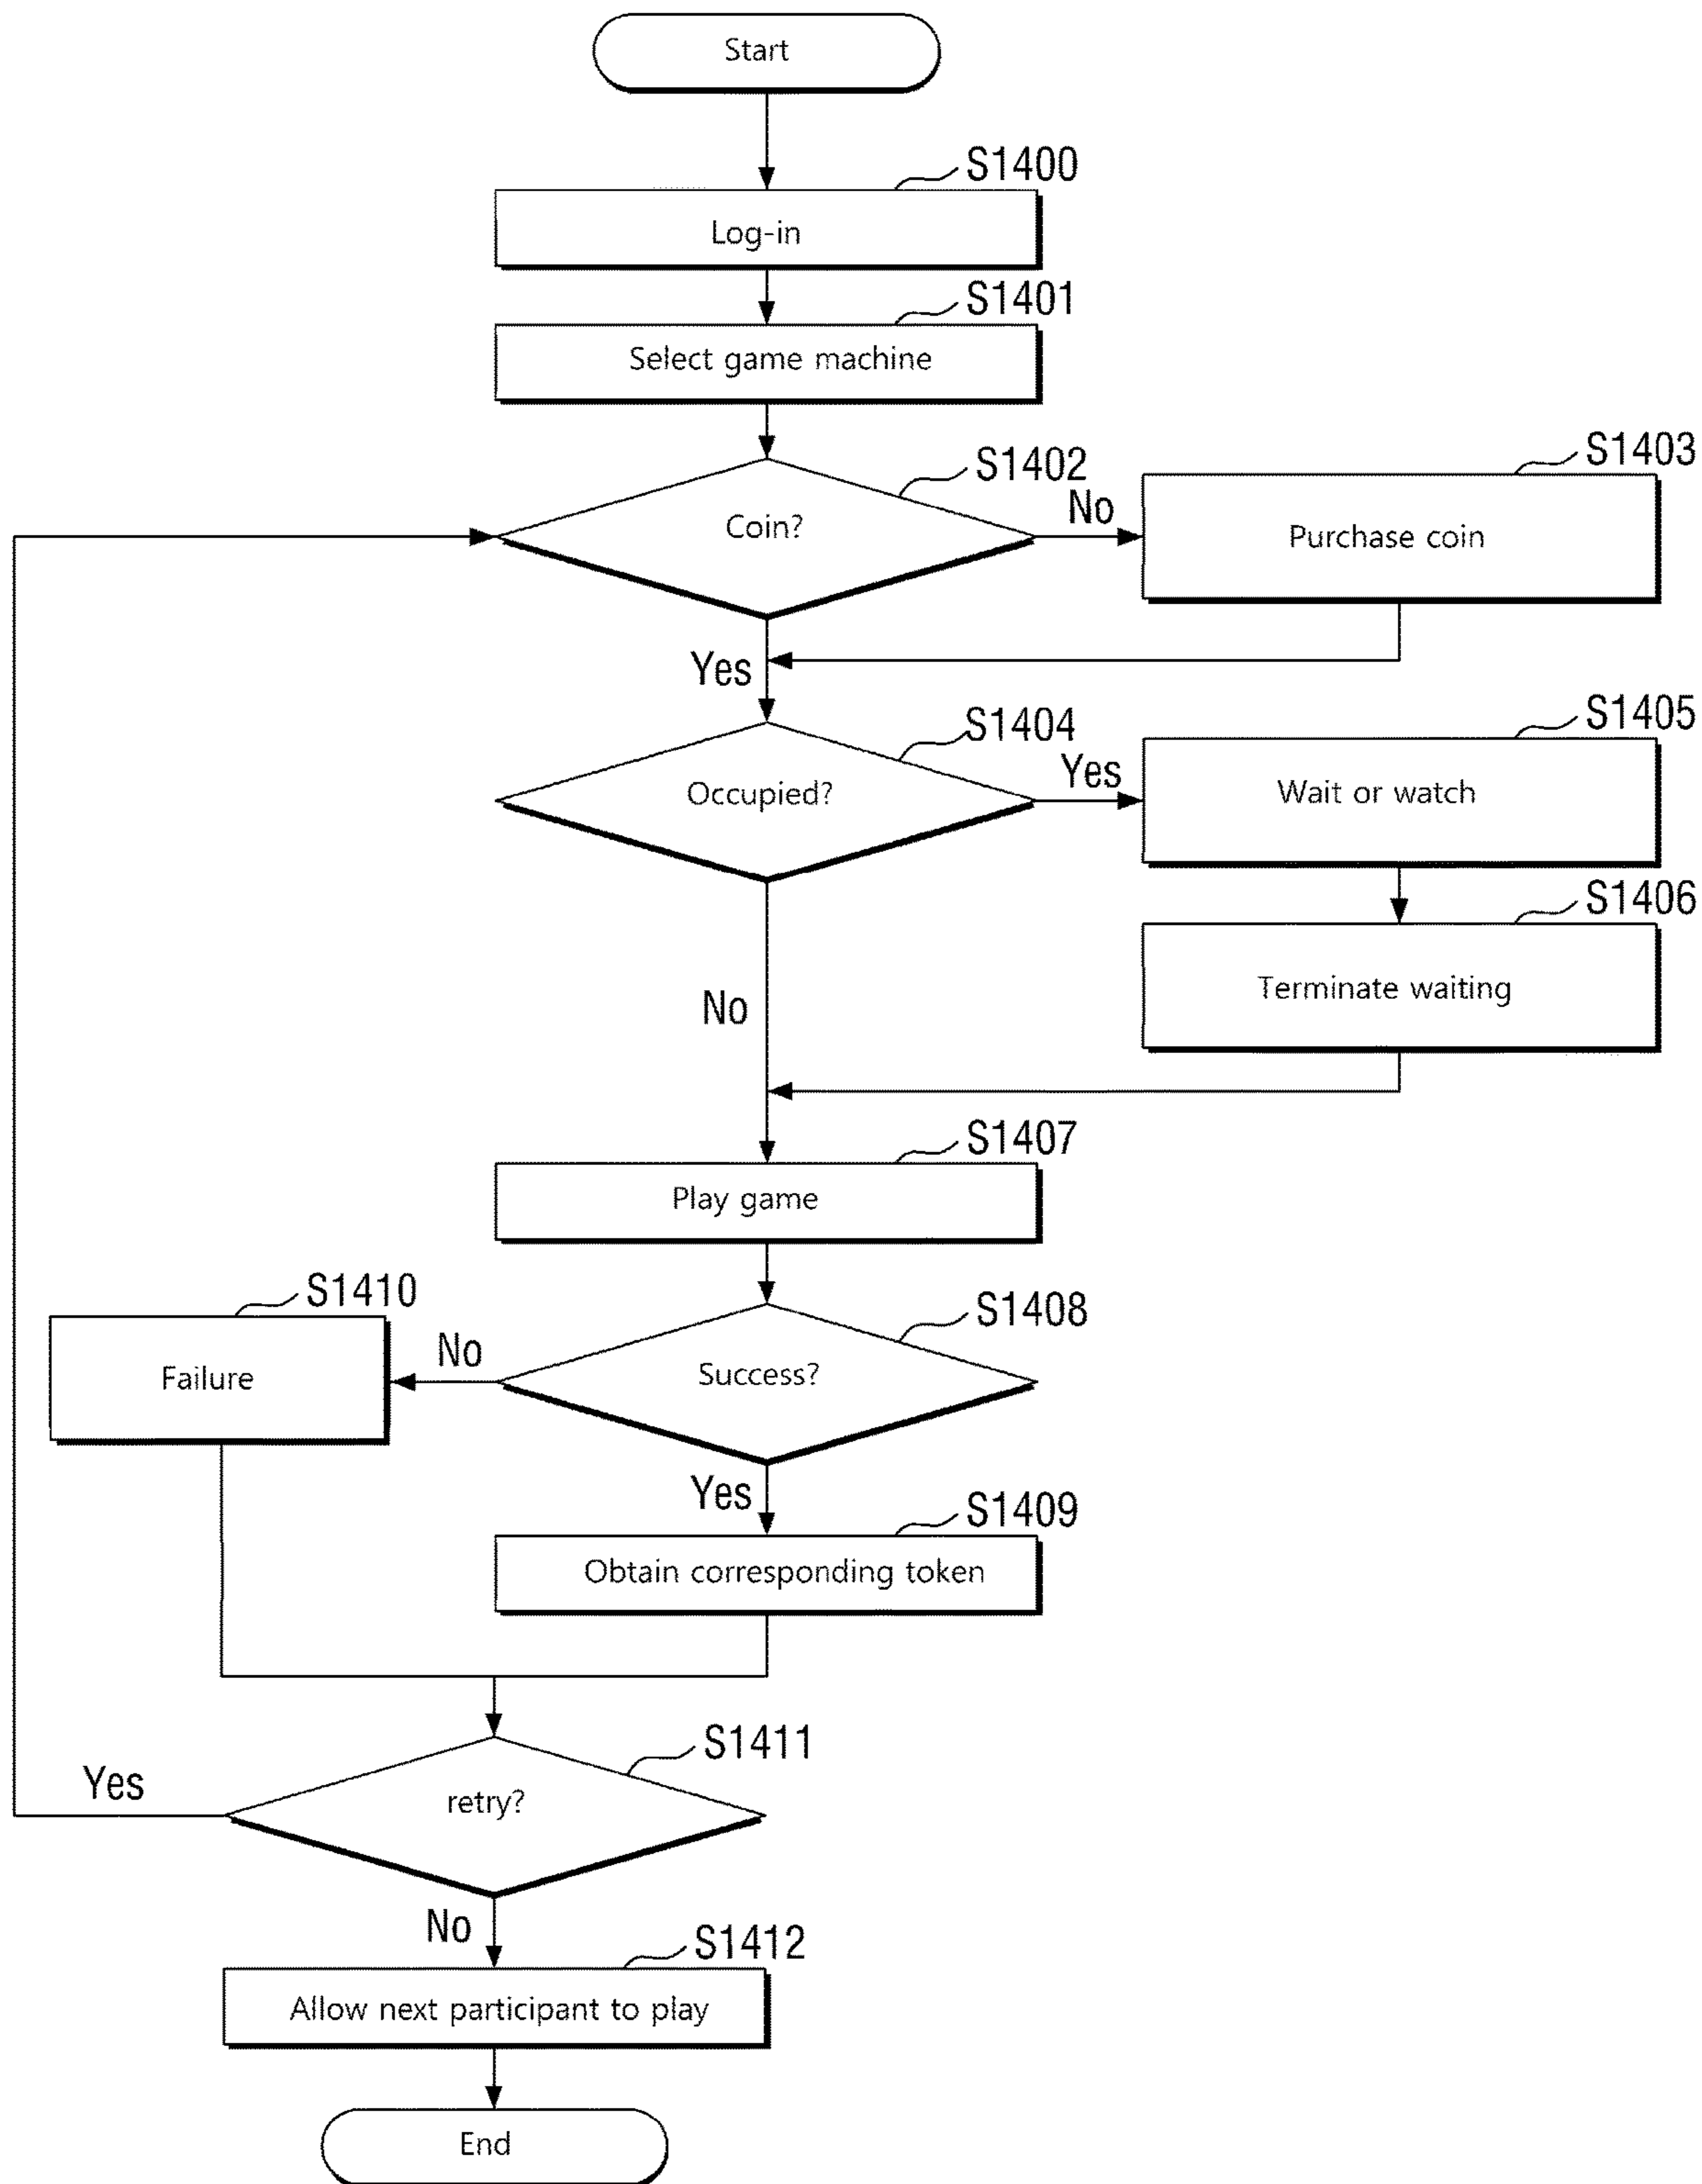 Start
S1400
Log-in
S1401
Select game machine
S1402
Coin?
No
S1403
Purchase coin
Yes
S1404
Occupied?
Yes
S1405
Wait or watch
S1406
Terminate waiting
No
S1407
Play game
S1408
Success?
No
S1410
Failure
Yes
S1409
Obtain corresponding token
S1411
retry?
Yes
No
S1412
Allow next participant to play
End